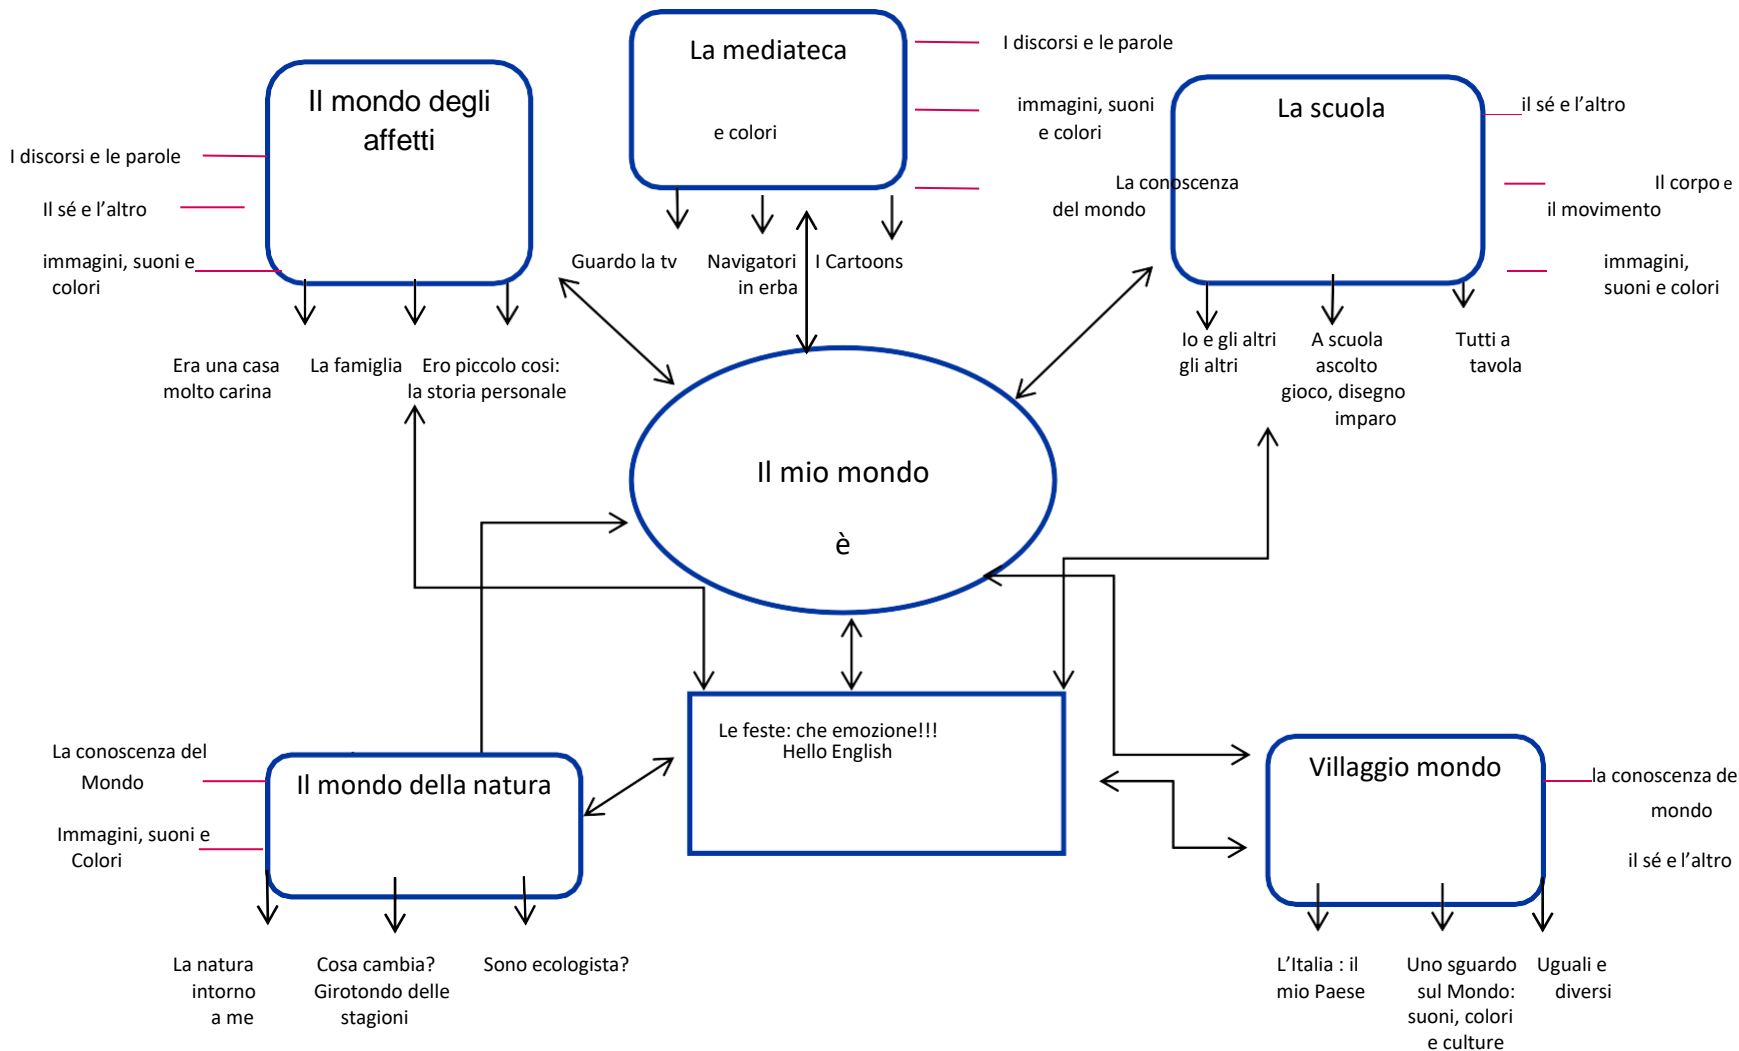 La mediateca
e colori
I discorsi e le parole
immagini, suoni
e colori
La conoscenza
del mondo
Guardo la tv
Navigatori
in erba
I Cartoons
Il mondo degli
affetti
I discorsi e le parole
Il sé e l’altro
immagini, suoni e
colori
Era una casa
molto carina
La famiglia
Ero piccolo cosi:
la storia personale
La scuola
il sé e l’altro
Il corpo e
il movimento
immagini,
suoni e colori
Io e gli altri
gli altri
A scuola
ascolto
gioco, disegno
imparo
Tutti a
tavola
Il mio mondo
è
Le feste: che emozione!!!
Hello English
Il mondo della natura
La conoscenza del
Mondo
Immagini, suoni e
Colori
La natura
intorno
a me
Cosa cambia?
Girotondo delle
stagioni
Sono ecologista?
Villaggio mondo
la conoscenza de
mondo
il sé e l’altro
L’Italia : il
mio Paese
Uno sguardo
sul Mondo:
suoni, colori
e culture
Uguali e
diversi